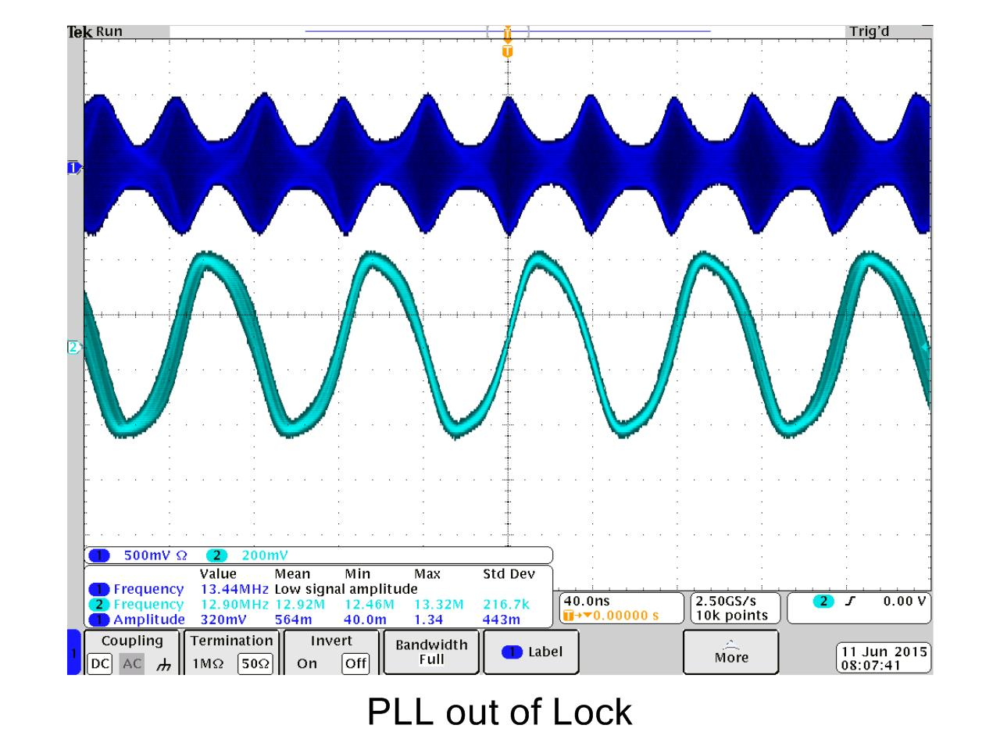 Tek Run Trig'd
T
T
1
2
1 500mV Ω 2 200mV
Value Mean Min Max Std Dev
1 Frequency 13.44MHz Low signal amplitude
2 Frequency 12.90MHz 12.92M 12.46M 13.32M 216.7k
1 Amplitude 320mV 564m 40.0m 1.34 443m
40.0ns
T→▼0.00000 s
2.50GS/s
10k points
2 0.00 V
1
Coupling
DC AC
Termination
1MΩ 50Ω
Invert
On Off
Bandwidth
Full
1 Label
More
11 Jun 2015
08:07:41
PLL out of Lock